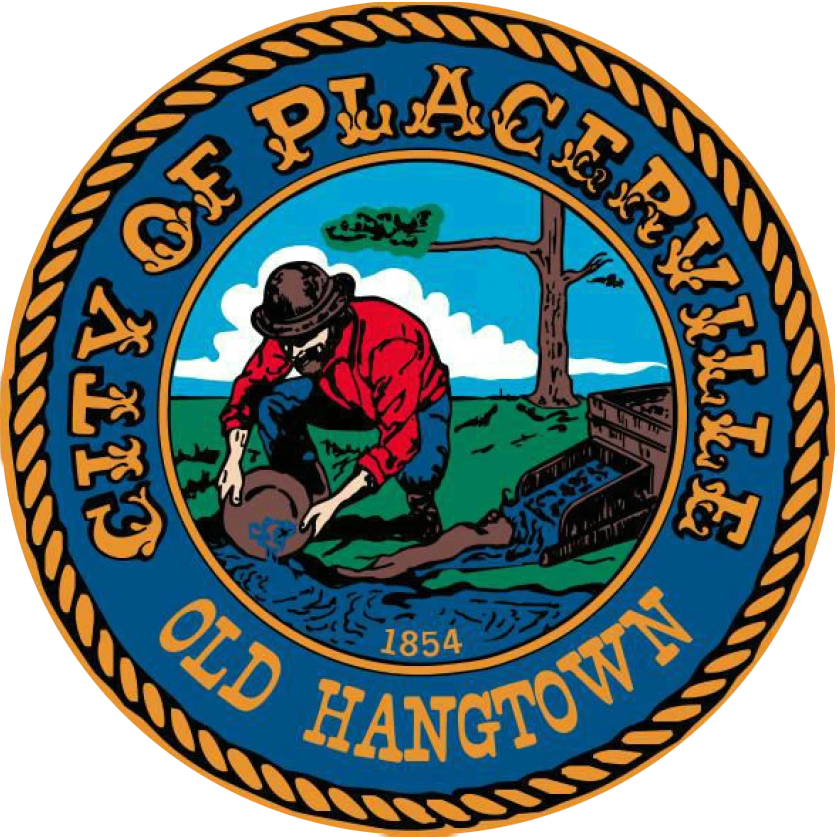 CITY OF PLACERVILLE
1854
OLD HANGTOWN